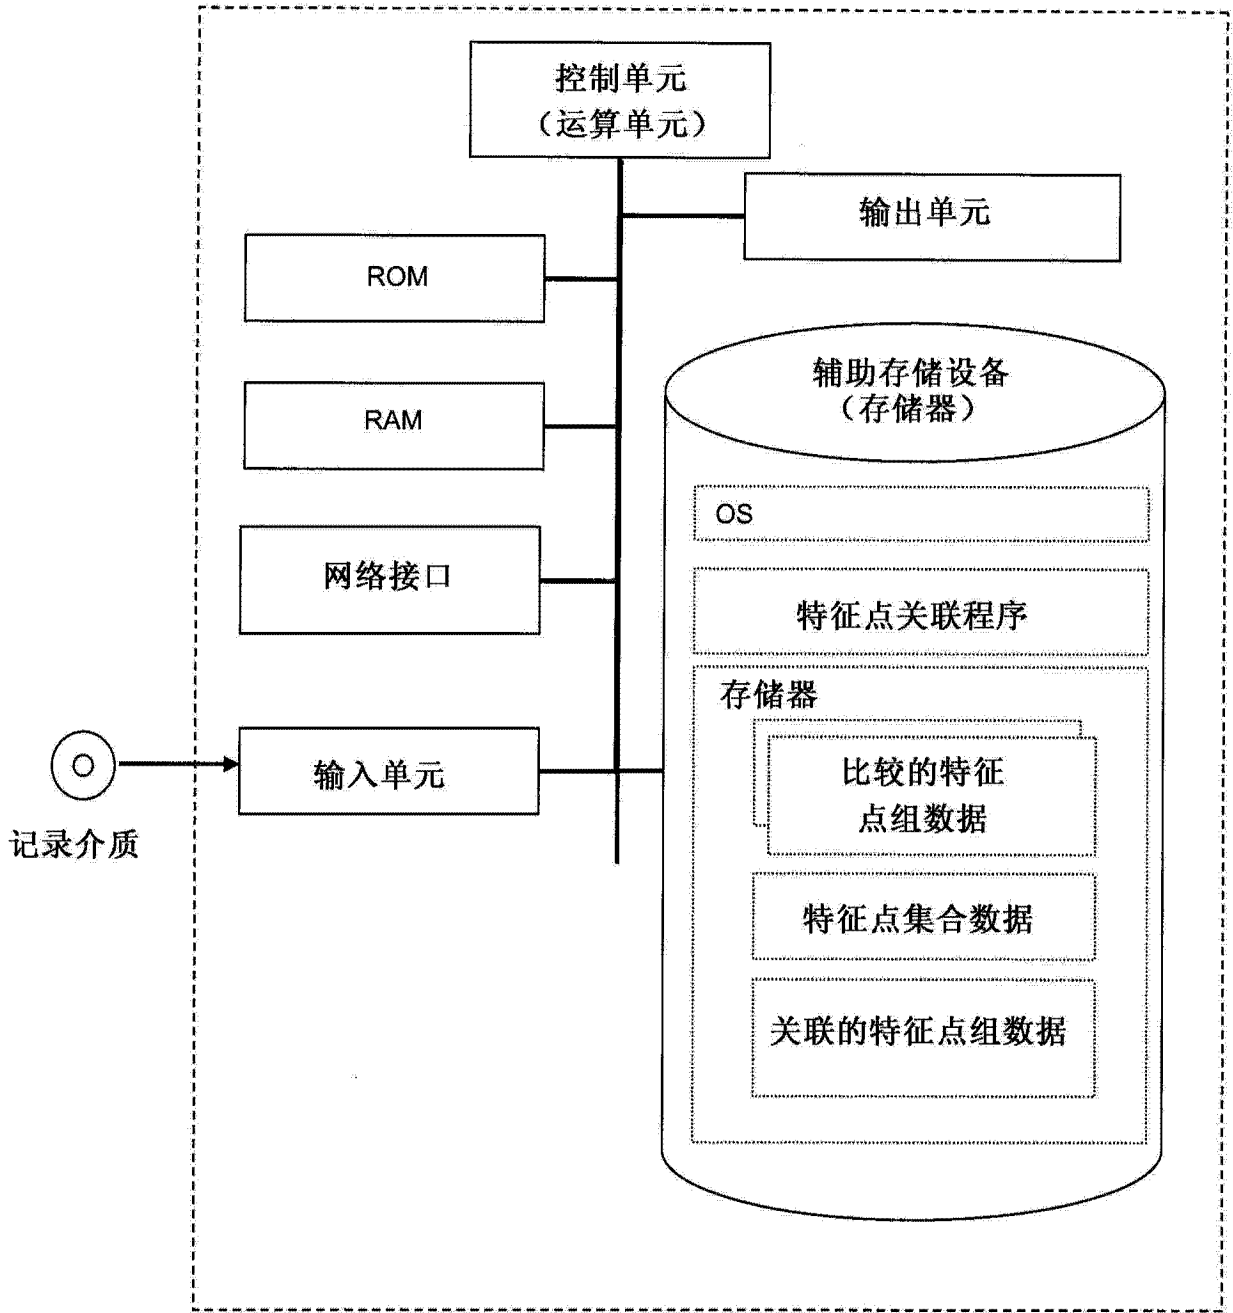 控制单元
（运算单元）
输出单元
ROM
辅助存储设备
（存储器）
RAM
OS
网络接口
特征点关联程序
存储器
输入单元
比较的特征
点组数据
记录介质
特征点集合数据
关联的特征点组数据